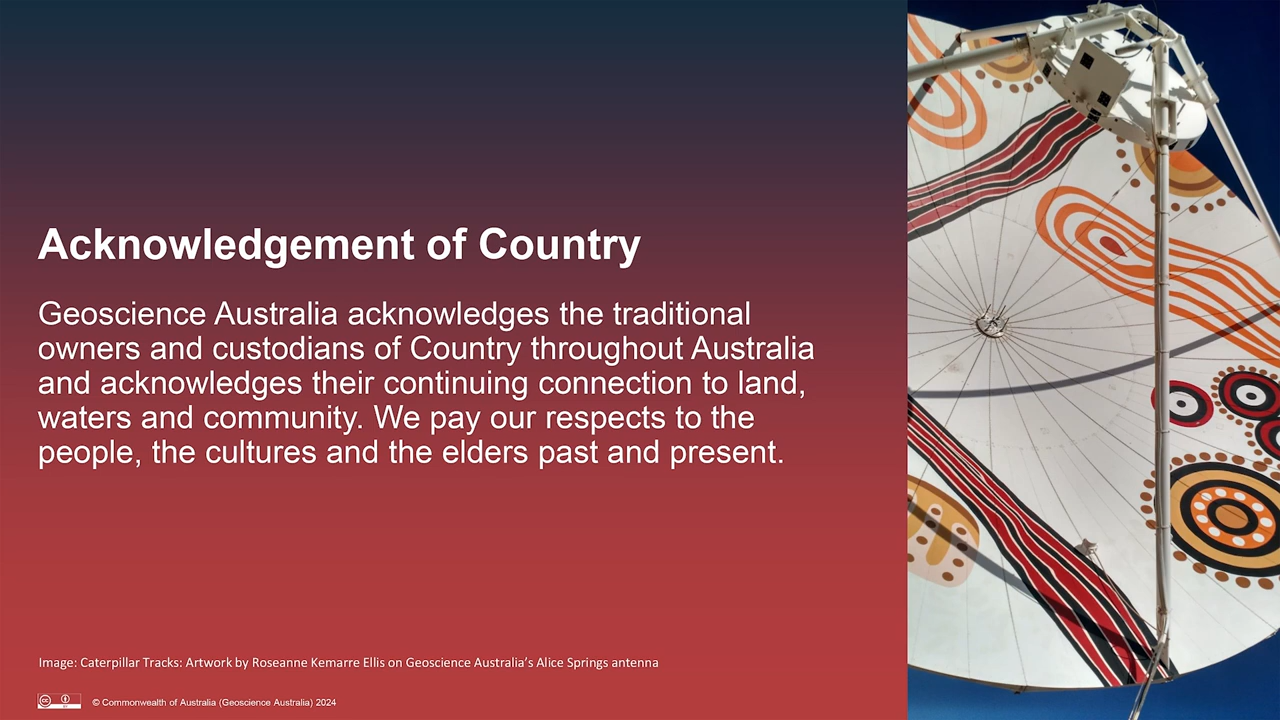 Acknowledgement of Country
Geoscience Australia acknowledges the traditional
owners and custodians of Country throughout Australia
and acknowledges their continuing connection to land,
waters and community. We pay our respects to the
people, the cultures and the elders past and present.
Image: Caterpillar Tracks: Artwork by Roseanne Kemarre Ellis on Geoscience Australia’s Alice Springs antenna
cc BY
© Commonwealth of Australia (Geoscience Australia) 2024